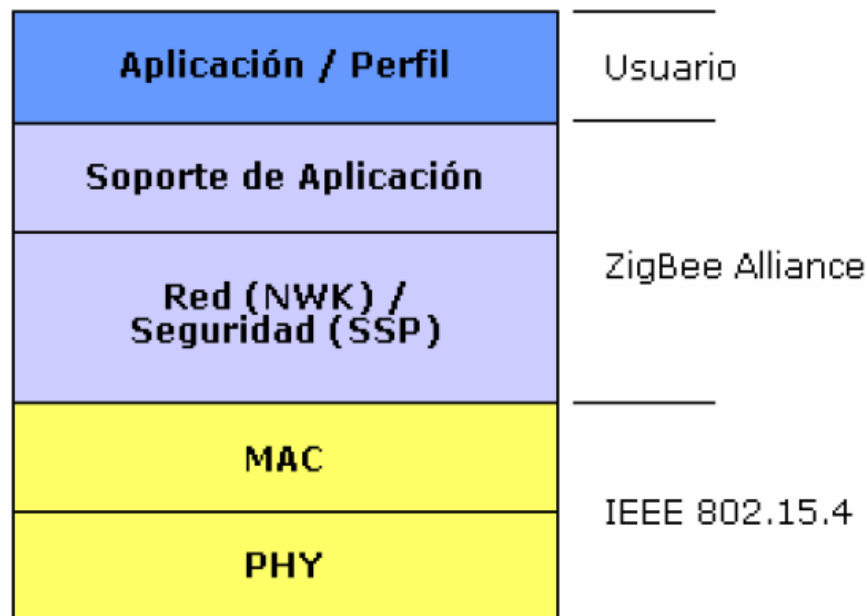 Aplicación / Perfil
Usuario
Soporte de Aplicación
ZigBee Alliance
Red (NWK) /
Seguridad (SSP)
MAC
IEEE 802.15.4
PHY